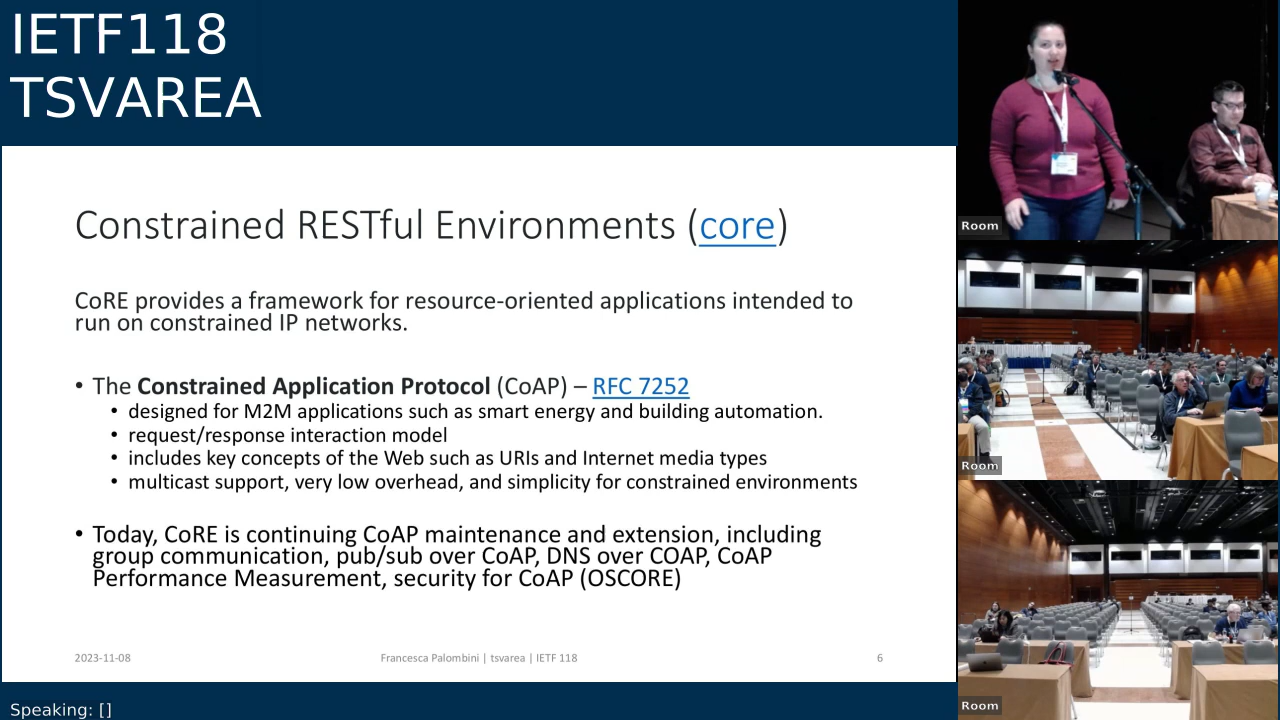 IETF118
TSVAREA
Constrained RESTful Environments (core)
CoRE provides a framework for resource-oriented applications intended to
run on constrained IP networks.
• The Constrained Application Protocol (CoAP) – RFC 7252
• designed for M2M applications such as smart energy and building automation.
• request/response interaction model
• includes key concepts of the Web such as URIs and Internet media types
• multicast support, very low overhead, and simplicity for constrained environments
• Today, CoRE is continuing CoAP maintenance and extension, including
group communication, pub/sub over CoAP, DNS over COAP, CoAP
Performance Measurement, security for CoAP (OSCORE)
2023-11-08
Francesca Palombini | tsvarea | IETF 118
6
Speaking: []
Room
Room
Room